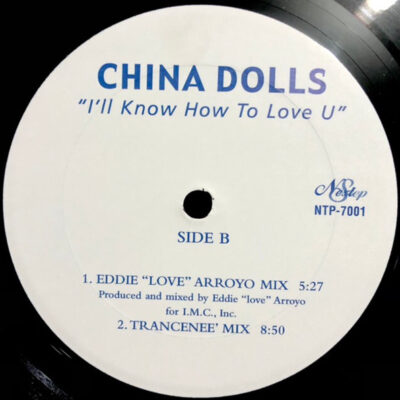 CHINA DOLLS
"I'll Know How To Love U"
NTP-7001
SIDE B
1. EDDIE "LOVE" ARROYO MIX 5:27
Produced and mixed by Eddie "love" Arroyo
for I.M.C., Inc.
2. TRANCENEE' MIX 8:50